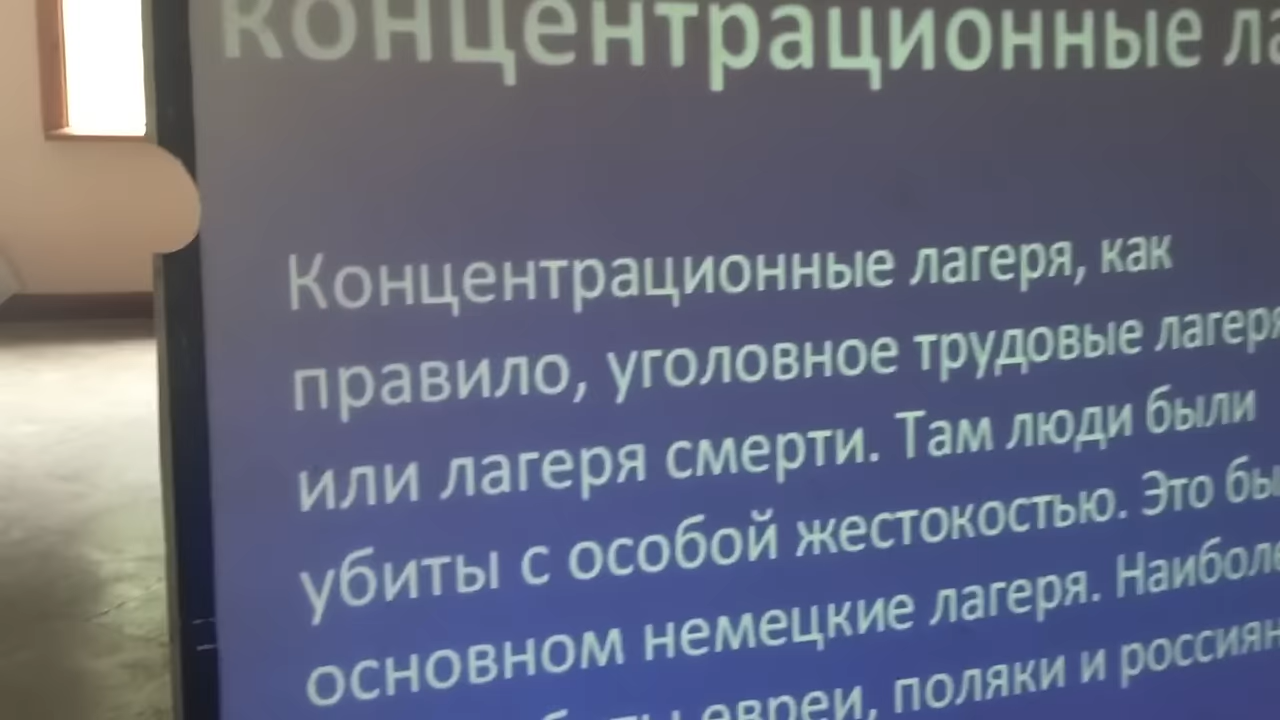 Концентрационные
Концентрационные лагеря, как
правило, уголовное трудовые лагеря
или лагеря смерти. Там люди были
убиты с особой жестокостью. Это
основном немецкие лагеря.
евреи, поляки и